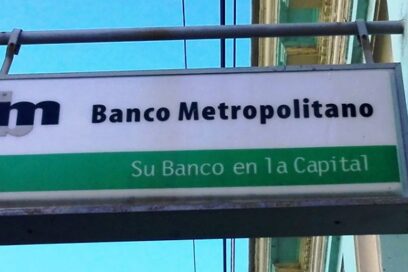 m Banco Metropolitano
Su Banco en la Capital